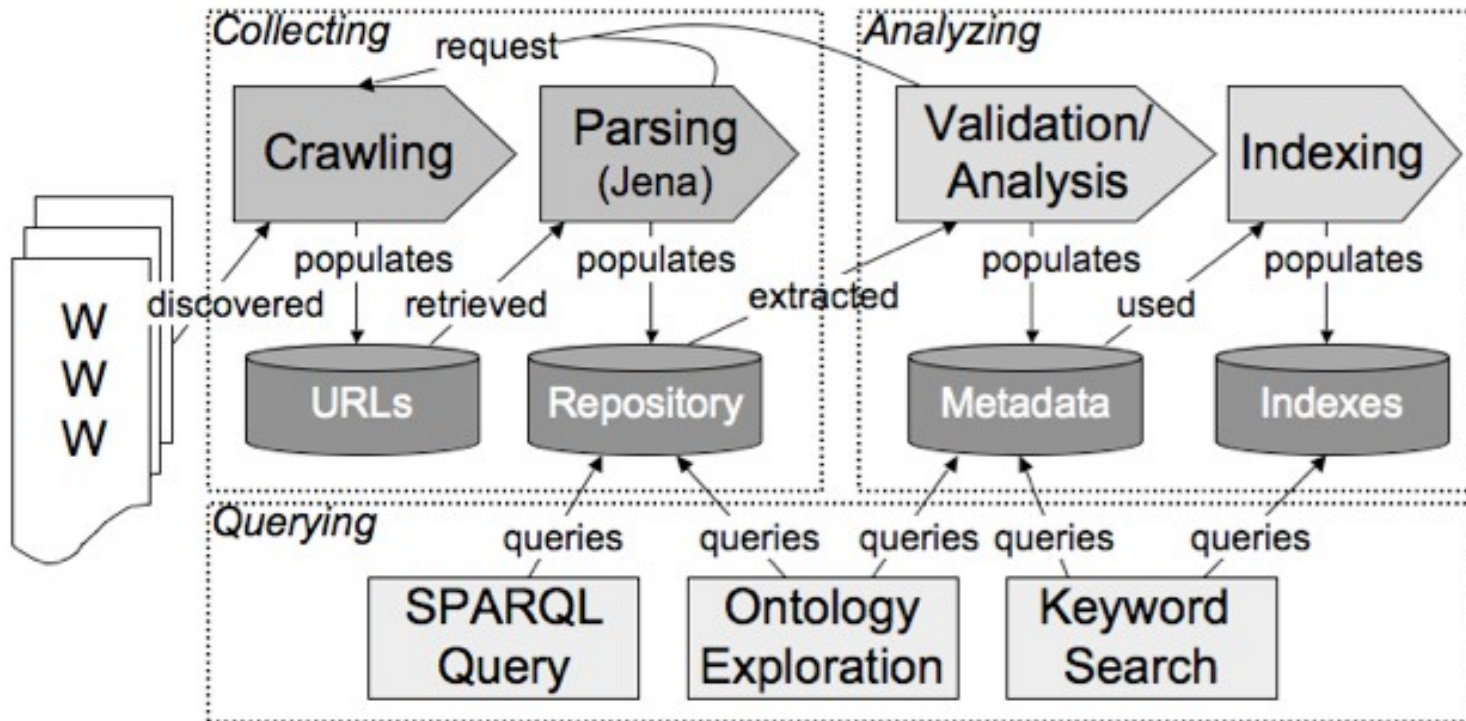 Collecting
request
Analyzing
Crawling
Parsing
(Jena)
Validation/
Analysis
Indexing
populates
populates
populates
populates
discovered
retrieved
extracted
used
W
W
W
URLs
Repository
Metadata
Indexes
Querying
queries
queries
queries
queries
queries
SPARQL
Query
Ontology
Exploration
Keyword
Search